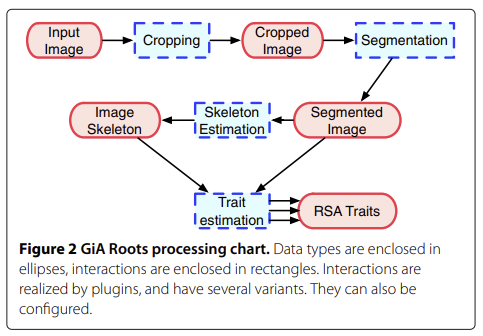 Input
Image
Cropping
Cropped
Image
Segmentation
Image
Skeleton
Skeleton
Estimation
Segmented
Image
Trait
estimation
RSA Traits
Figure 2 GiA Roots processing chart. Data types are enclosed in
ellipses, interactions are enclosed in rectangles. Interactions are
realized by plugins, and have several variants. They can also be
configured.